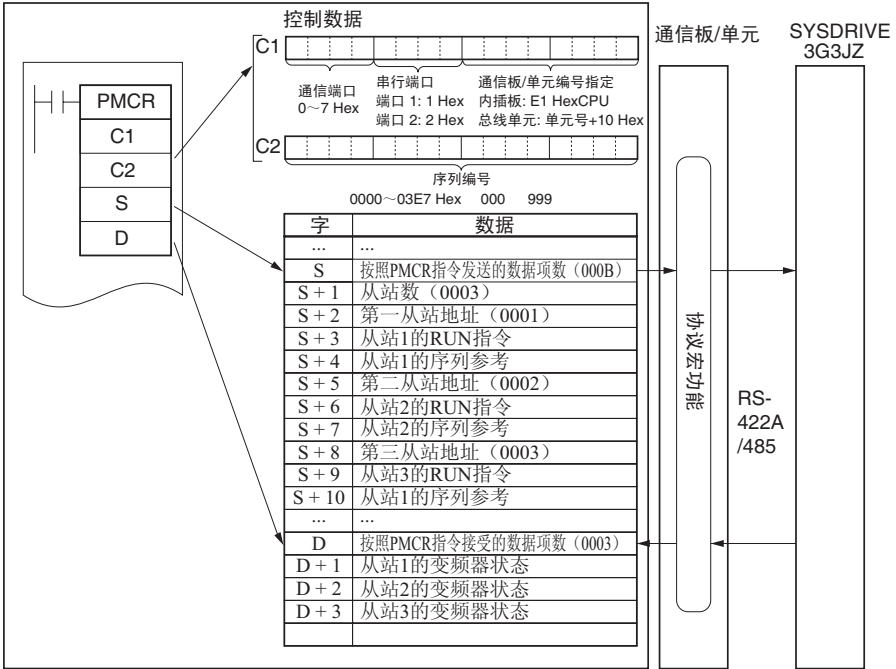 控制数据
通信板/单元
SYSDRIVE
3G3JZ
C1
通信端口
0～7 Hex
串行端口
端口 1: 1 Hex
端口 2: 2 Hex
通信板/单元编号指定
内插板: E1 HexCPU
总线单元: 单元号+10 Hex
C2
序列编号
0000～03E7 Hex 000 999
PMCR
C1
C2
S
D
字 数据
... ...
S 按照PMCR指令发送的数据项数（000B）
S + 1 从站数（0003）
S + 2 第一从站地址（0001）
S + 3 从站1的RUN指令
S + 4 从站1的序列参考
S + 5 第二从站地址（0002）
S + 6 从站2的RUN指令
S + 7 从站2的序列参考
S + 8 第三从站地址（0003）
S + 9 从站3的RUN指令
S + 10 从站1的序列参考
... ...
D 按照PMCR指令接受的数据项数（0003）
D + 1 从站1的变频器状态
D + 2 从站2的变频器状态
D + 3 从站3的变频器状态
协议宏功能
RS-
422A
/485